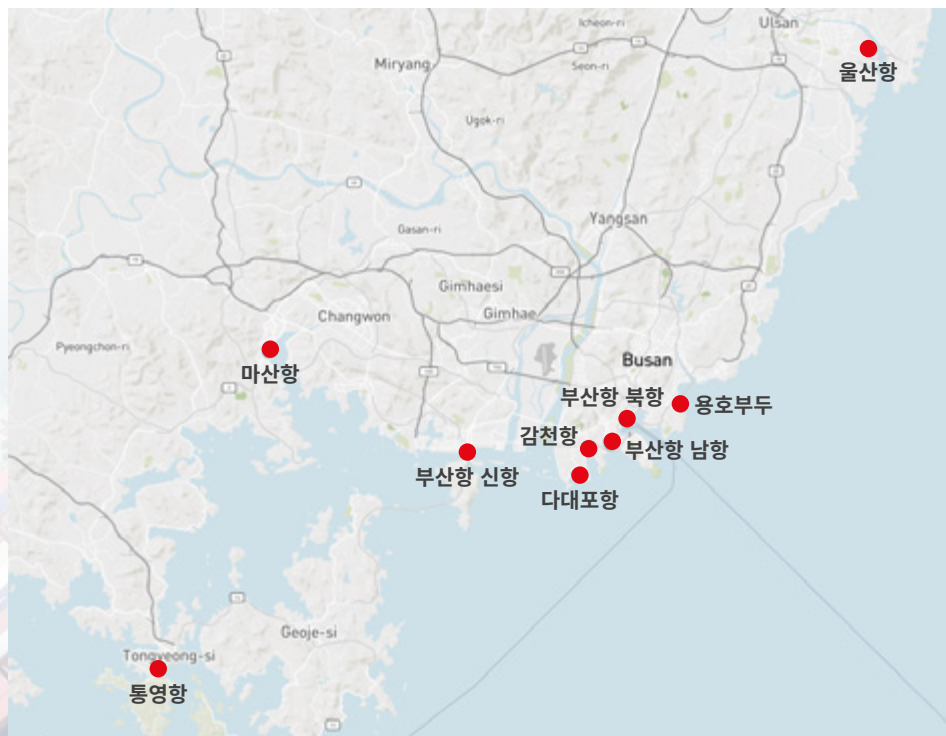 Icheon-ri
Ulsan
울산항
Miryang
Seon-ri
Ugok-ri
Yangsan
Gasan-ri
Gimhaesi
Gimhae
Changwon
Pyeongchon-ri
Busan
마산항
부산항 북항
용호부두
감천항
부산항 남항
부산항 신항
다대포항
Geoje-si
Tongyeong-si
통영항